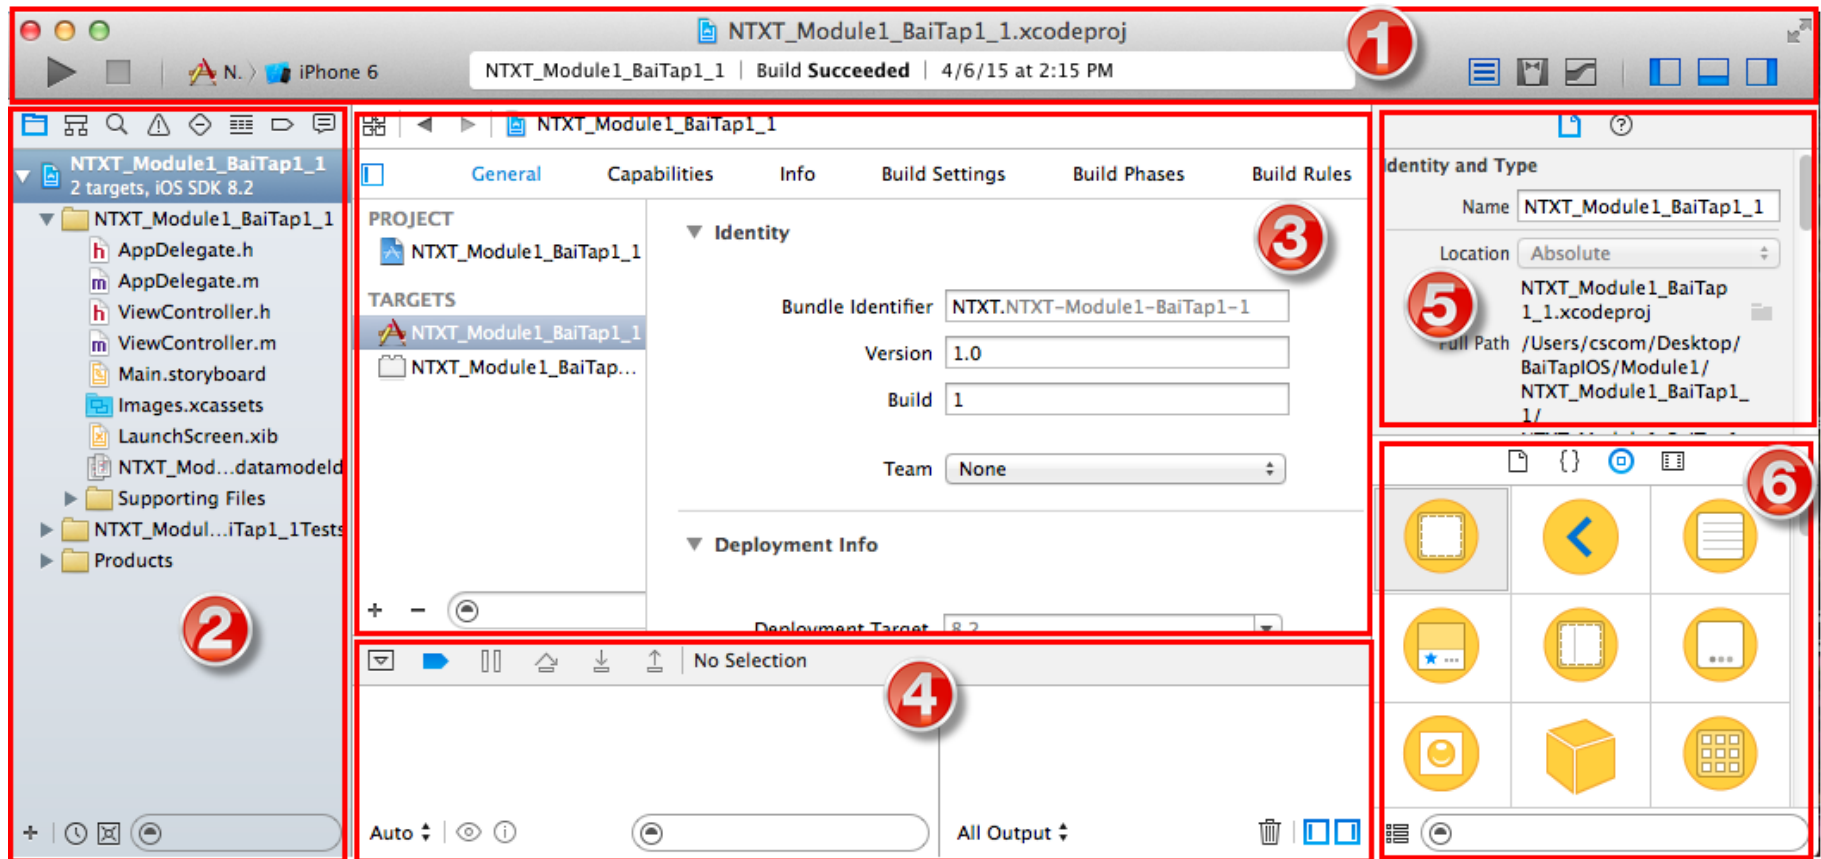 NTXT_Module1_BaiTap1_1.xcodeproj
1
N. iPhone 6
NTXT_Module1_BaiTap1_1 | Build Succeeded | 4/6/15 at 2:15 PM
NTXT_Module1_BaiTap1_1
2 targets, iOS SDK 8.2
NTXT_Module1_BaiTap1_1
h AppDelegate.h
m AppDelegate.m
h ViewController.h
m ViewController.m
Main.storyboard
Images.xcassets
LaunchScreen.xib
NTXT_Mod...datamodeld
Supporting Files
NTXT_Modul...iTap1_1Tests
Products
2
NTXT_Module1_BaiTap1_1
General Capabilities Info Build Settings Build Phases Build Rules
PROJECT
NTXT_Module1_BaiTap1_1
TARGETS
NTXT_Module1_BaiTap1_1
NTXT_Module1_BaiTap...
Identity
3
Bundle Identifier NTXT.NTXT-Module1-BaiTap1-1
Version 1.0
Build 1
Team None
Deployment Info
Deployment Target 8.2
No Selection
4
Auto
All Output
Identity and Type
Name NTXT_Module1_BaiTap1_1
Location Absolute
NTXT_Module1_BaiTap
1_1.xcodeproj
5
Full Path /Users/cscom/Desktop/
BaiTapIOS/Module1/
NTXT_Module1_BaiTap1_
1/
{}
6